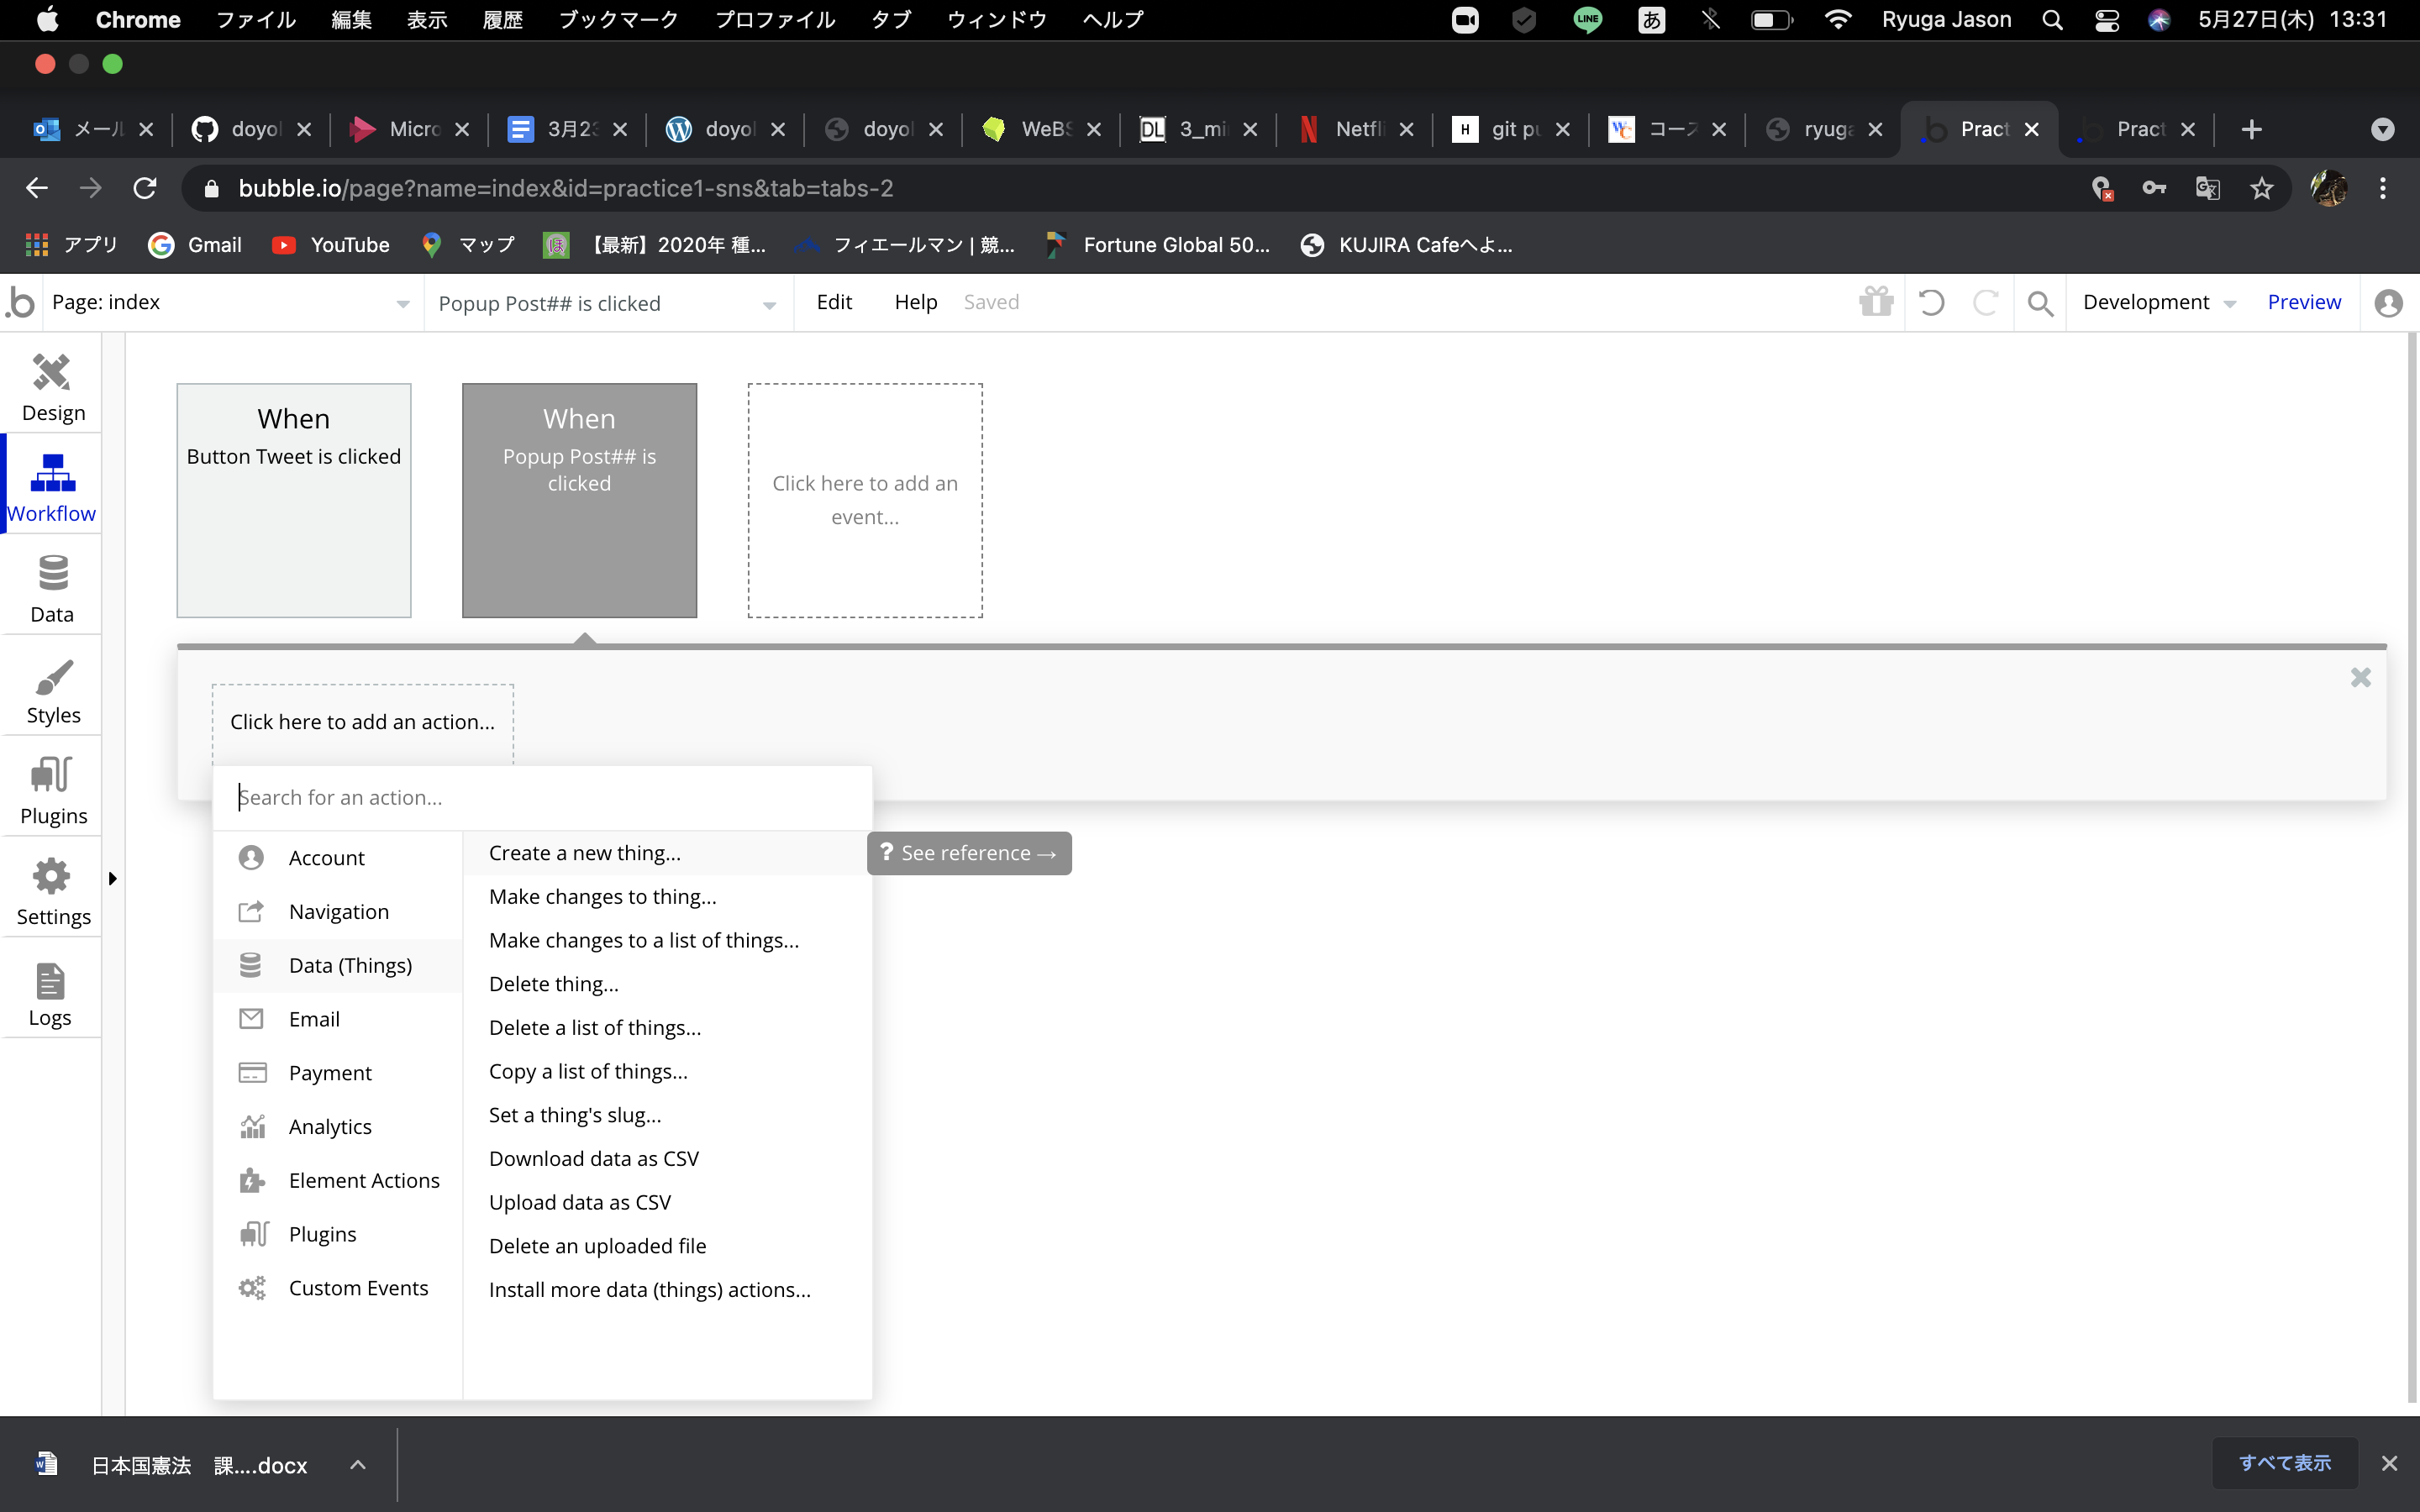 Chrome ファイル 編集 表示 履歴 ブックマーク プロファイル タブ ウィンドウ ヘルプ LINE あ Ryuga Jason 5月27日(木) 13:31
メール doyol Micro 3月23 WordPress doyol doyol WeBS DL 3_mi Netfli H git pu コース ryuga Pract Pract
bubble.io/page?name=index&id=practice1-sns&tab=tabs-2
アプリ Gmail YouTube マップ 【最新】2020年 種... フィエールマン | 競... Fortune Global 50... KUJIRA Cafeへよ...
Page: index Popup Post## is clicked Edit Help Saved Development Preview
Design
Workflow
Data
Styles
Plugins
Settings
Logs
When
Button Tweet is clicked
When
Popup Post## is
clicked
Click here to add an
event...
Click here to add an action...
Search for an action...
Account
Navigation
Data (Things)
Email
Payment
Analytics
Element Actions
Plugins
Custom Events
Create a new thing...
Make changes to thing...
Make changes to a list of things...
Delete thing...
Delete a list of things...
Copy a list of things...
Set a thing's slug...
Download data as CSV
Upload data as CSV
Delete an uploaded file
Install more data (things) actions...
? See reference →
日本国憲法 課....docx すべて表示